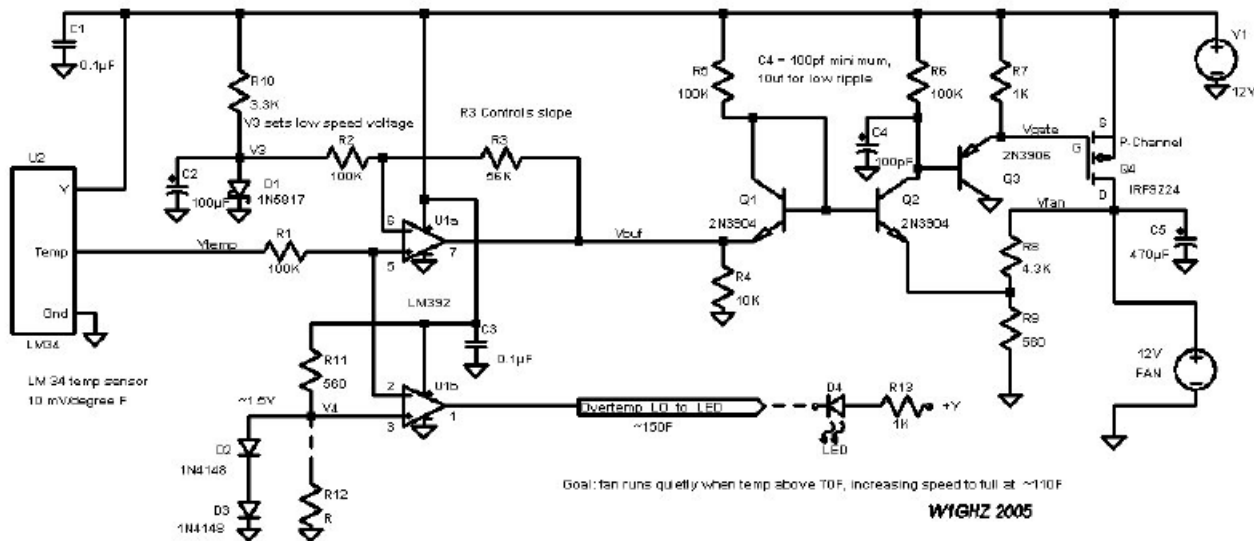 C1
0.1µF
R10
3.3K
V3 sets low speed voltage
R3 Controls slope
R5
100K
C4 = 100pf minimum,
10uf for low ripple
R6
100K
R7
1K
V1
12V
U2
V
Temp
Gnd
LM34
V3
R2
100K
R3
56K
C2
100µF
D1
1N5817
C4
100pF
Vgate
S
G
D
P-Channel
Q4
IRF9Z24
2N3906
Q3
Q1
2N3904
Q2
2N3904
Vfan
C5
470µF
Vtemp
R1
100K
6
5
7
U1a
LM392
Vbuf
R4
10K
R8
4.3K
R9
560
12V
FAN
LM 34 temp sensor
10 mV/degree F
R11
560
C3
0.1µF
~1.5V
V4
2
3
1
U1b
Overtemp LO to LED
~150F
D4
LED
R13
1K
+V
D2
1N4148
D3
1N4148
R12
R
Goal: fan runs quietly when temp above 70F, increasing speed to full at ~110F
W1GHZ 2005